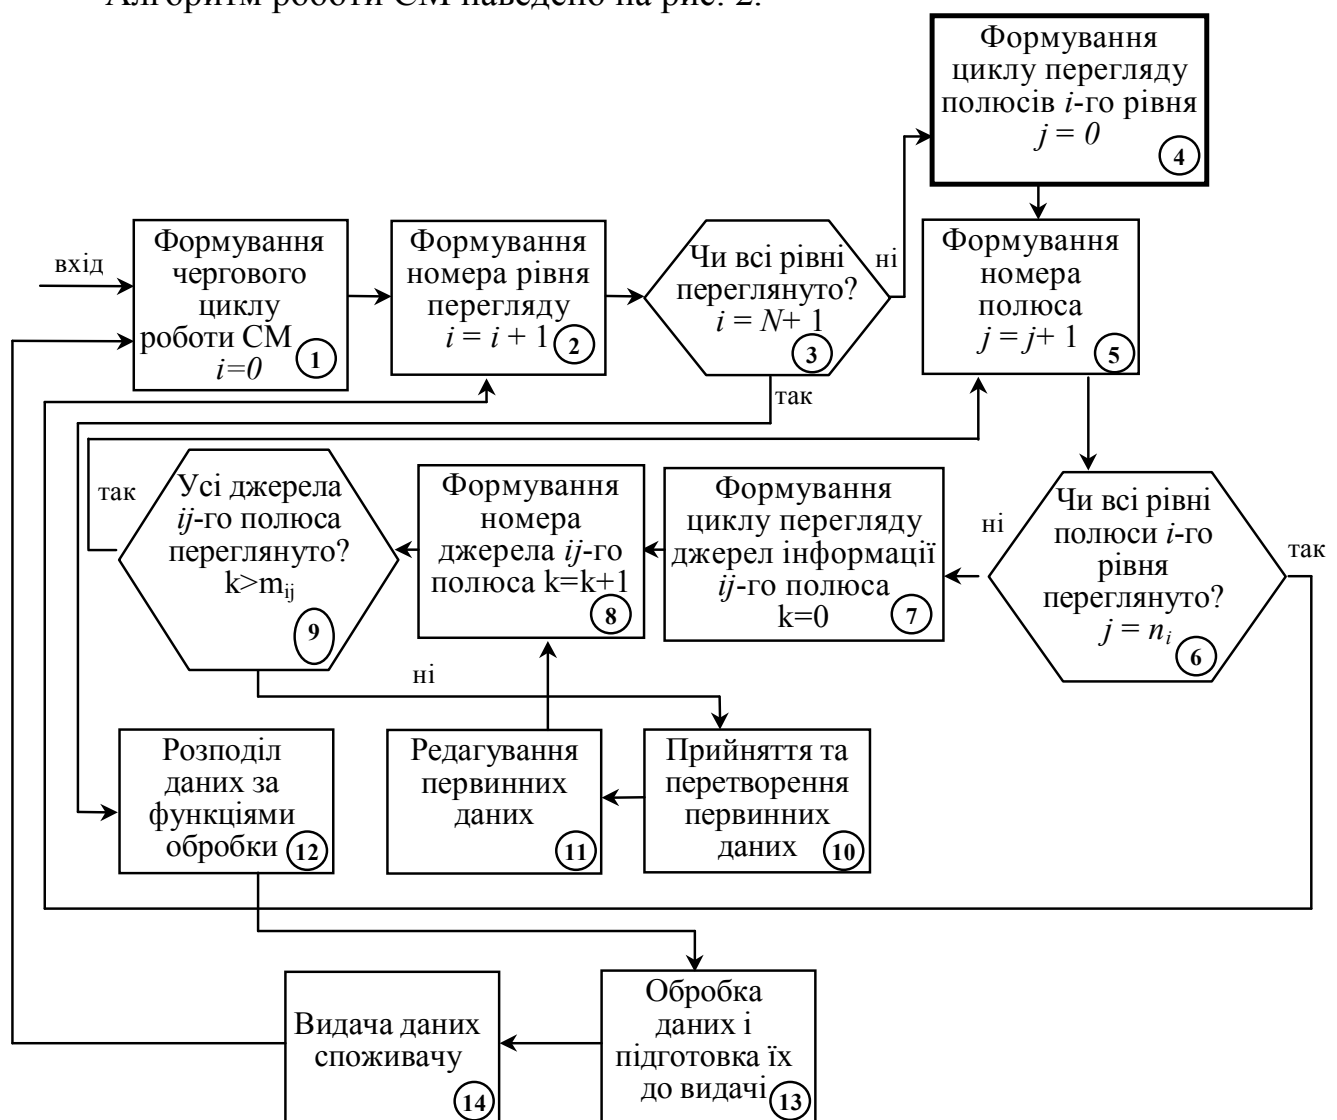 Алгоритм роботи СМ наведено на рис. 2.
Формування
циклу перегляду
полюсів i-го рівня
j = 0
4
вхід
Формування
чергового
циклу
роботи СМ
i=0
1
Формування
номера рівня
перегляду
i = i + 1
2
Чи всі рівні
переглянуто?
i = N+ 1
3
ні
так
Формування
номера
полюса
j = j+ 1
5
так
Усі джерела
ij-го полюса
переглянуто?
k>mij
9
ні
Формування
номера
джерела ij-го
полюса k=k+1
8
Формування
циклу перегляду
джерел інформації
ij-го полюса
k=0
7
ні
Чи всі рівні
полюси i-го
рівня
переглянуто?
j = ni
6
так
Розподіл
даних за
функціями
обробки
12
Редагування
первинних
даних
11
Прийняття та
перетворення
первинних
даних
10
Видача даних
споживачу
14
Обробка
даних і
підготовка їх
до видачі
13